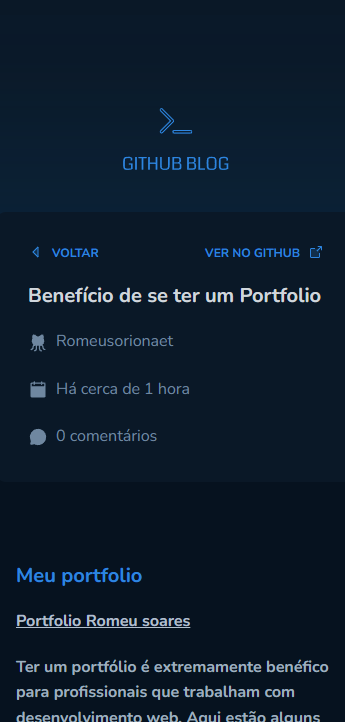 GITHUB BLOG
VOLTAR
VER NO GITHUB
Benefício de se ter um Portfolio
Romeusorionaet
Há cerca de 1 hora
0 comentários
Meu portfolio
Portfolio Romeu soares
Ter um portfólio é extremamente benéfico
para profissionais que trabalham com
desenvolvimento web. Aqui estão alguns